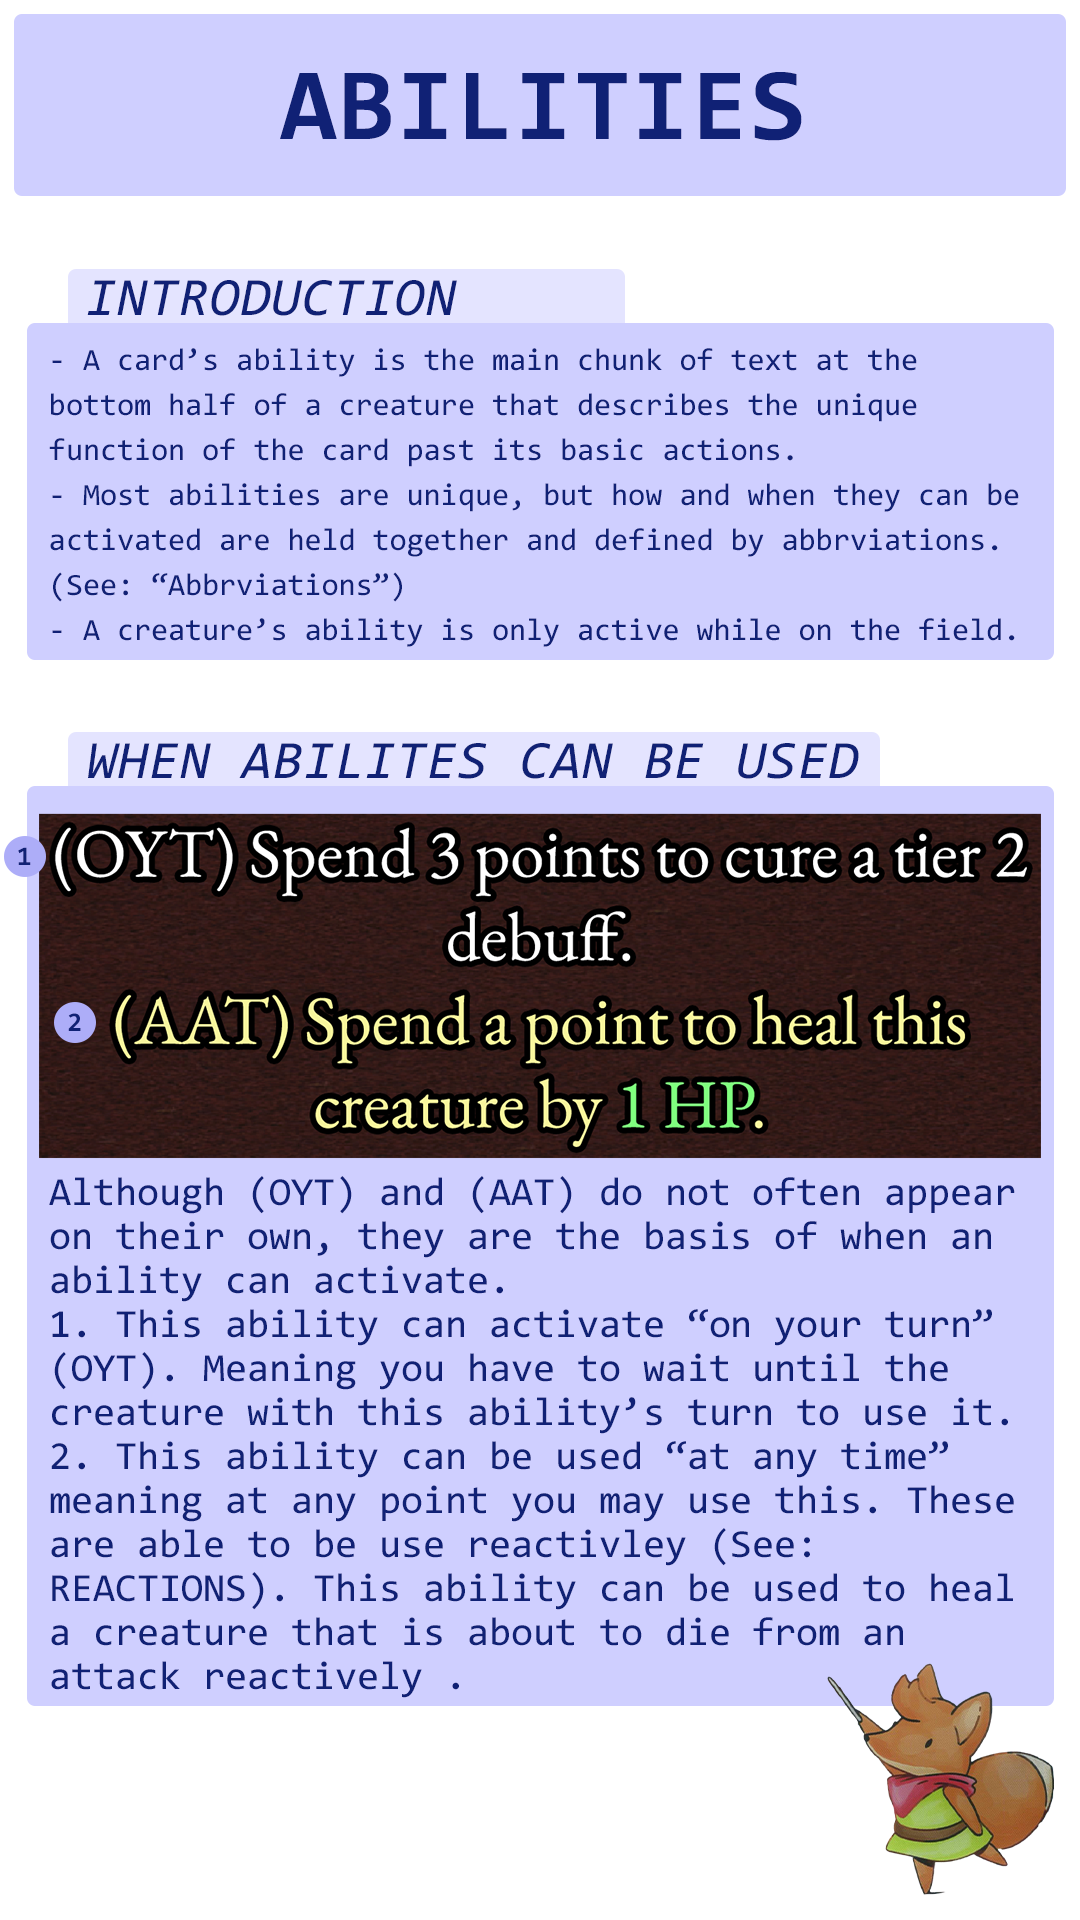 ABILITIES
INTRODUCTION
- A card’s ability is the main chunk of text at the
bottom half of a creature that describes the unique
function of the card past its basic actions.
- Most abilities are unique, but how and when they can be
activated are held together and defined by abbrviations.
(See: “Abbrviations”)
- A creature’s ability is only active while on the field.
WHEN ABILITES CAN BE USED
1 (OYT) Spend 3 points to cure a tier 2
debuff.
2 (AAT) Spend a point to heal this
creature by 1 HP.
Although (OYT) and (AAT) do not often appear
on their own, they are the basis of when an
ability can activate.
1. This ability can activate “on your turn”
(OYT). Meaning you have to wait until the
creature with this ability’s turn to use it.
2. This ability can be used “at any time”
meaning at any point you may use this. These
are able to be use reactivley (See:
REACTIONS). This ability can be used to heal
a creature that is about to die from an
attack reactively .